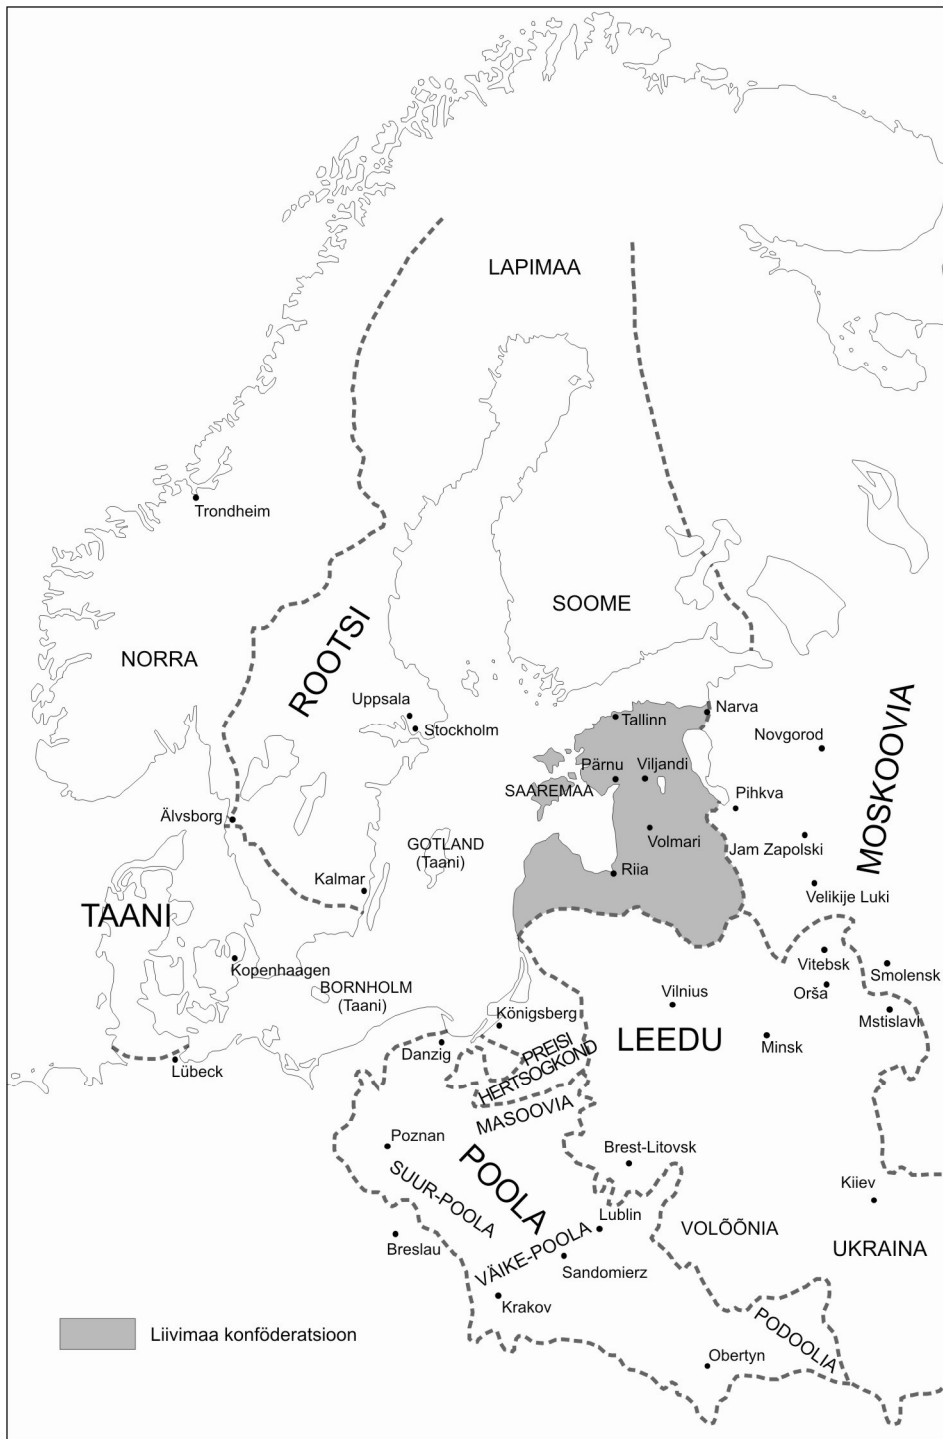 LAPIMAA
Trondheim
SOOME
NORRA
ROOTSI
Uppsala
Stockholm
Tallinn
Narva
Novgorod
MOSKOOVIA
Pärnu
Viljandi
SAAREMAA
Pihkva
Älvsborg
Volmari
Jam Zapolski
GOTLAND
(Taani)
Kalmar
Riia
Velikije Luki
TAANI
Kopenhaagen
BORNHOLM
(Taani)
Vitebsk
Smolensk
Orša
Vilnius
Mstislavl
Königsberg
LEEDU
Minsk
Danzig
PREISI
HERTSOGKOND
Lübeck
MASOOVIA
Poznan
POOLA
Brest-Litovsk
SUUR-POOLA
Kiiev
Lublin
VOLÕÕNIA
Breslau
VÄIKE-POOLA
UKRAINA
Sandomierz
Krakov
PODOOLIA
Liivimaa konföderatsioon
Obertyn